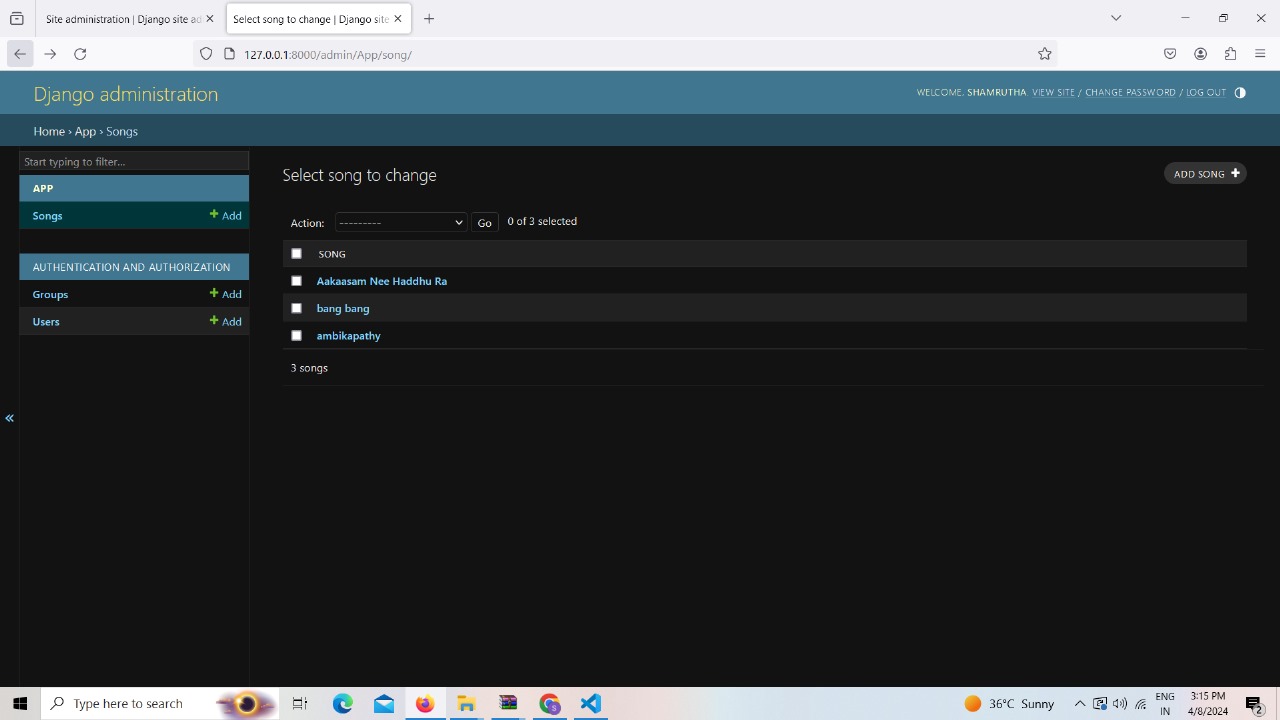 Site administration | Django site ad
Select song to change | Django site
127.0.0.1:8000/admin/App/song/
Django administration
WELCOME, SHAMRUTHA. VIEW SITE / CHANGE PASSWORD / LOG OUT
Home › App › Songs
Start typing to filter...
APP
Songs + Add
AUTHENTICATION AND AUTHORIZATION
Groups + Add
Users + Add
«
Select song to change
ADD SONG +
Action: --------- Go 0 of 3 selected
SONG
Aakaasam Nee Haddhu Ra
bang bang
ambikapathy
3 songs
Type here to search
36°C Sunny
ENG
IN
3:15 PM
4/8/2024
2